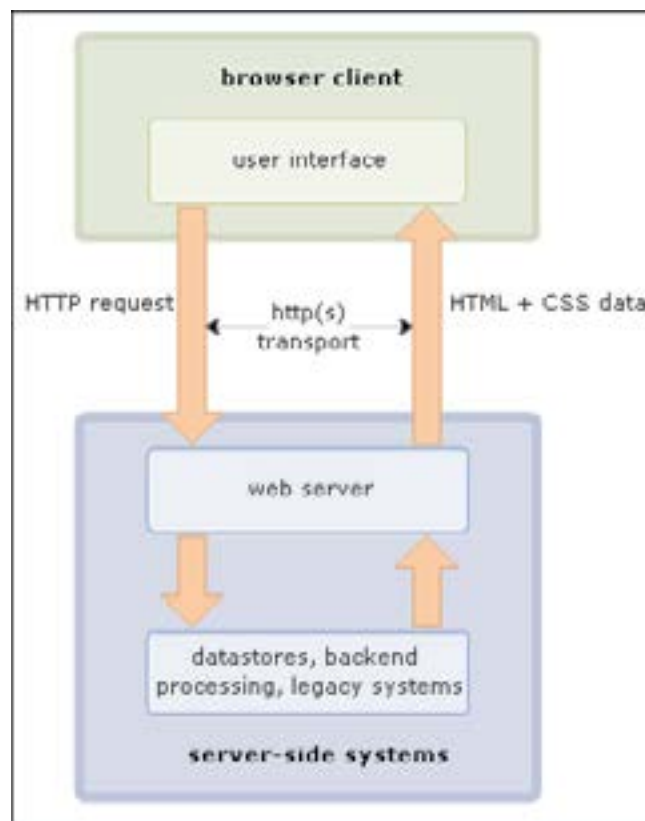 browser client
user interface
HTTP request
http(s)
transport
HTML + CSS data
web server
datastores, backend
processing, legacy systems
server-side systems